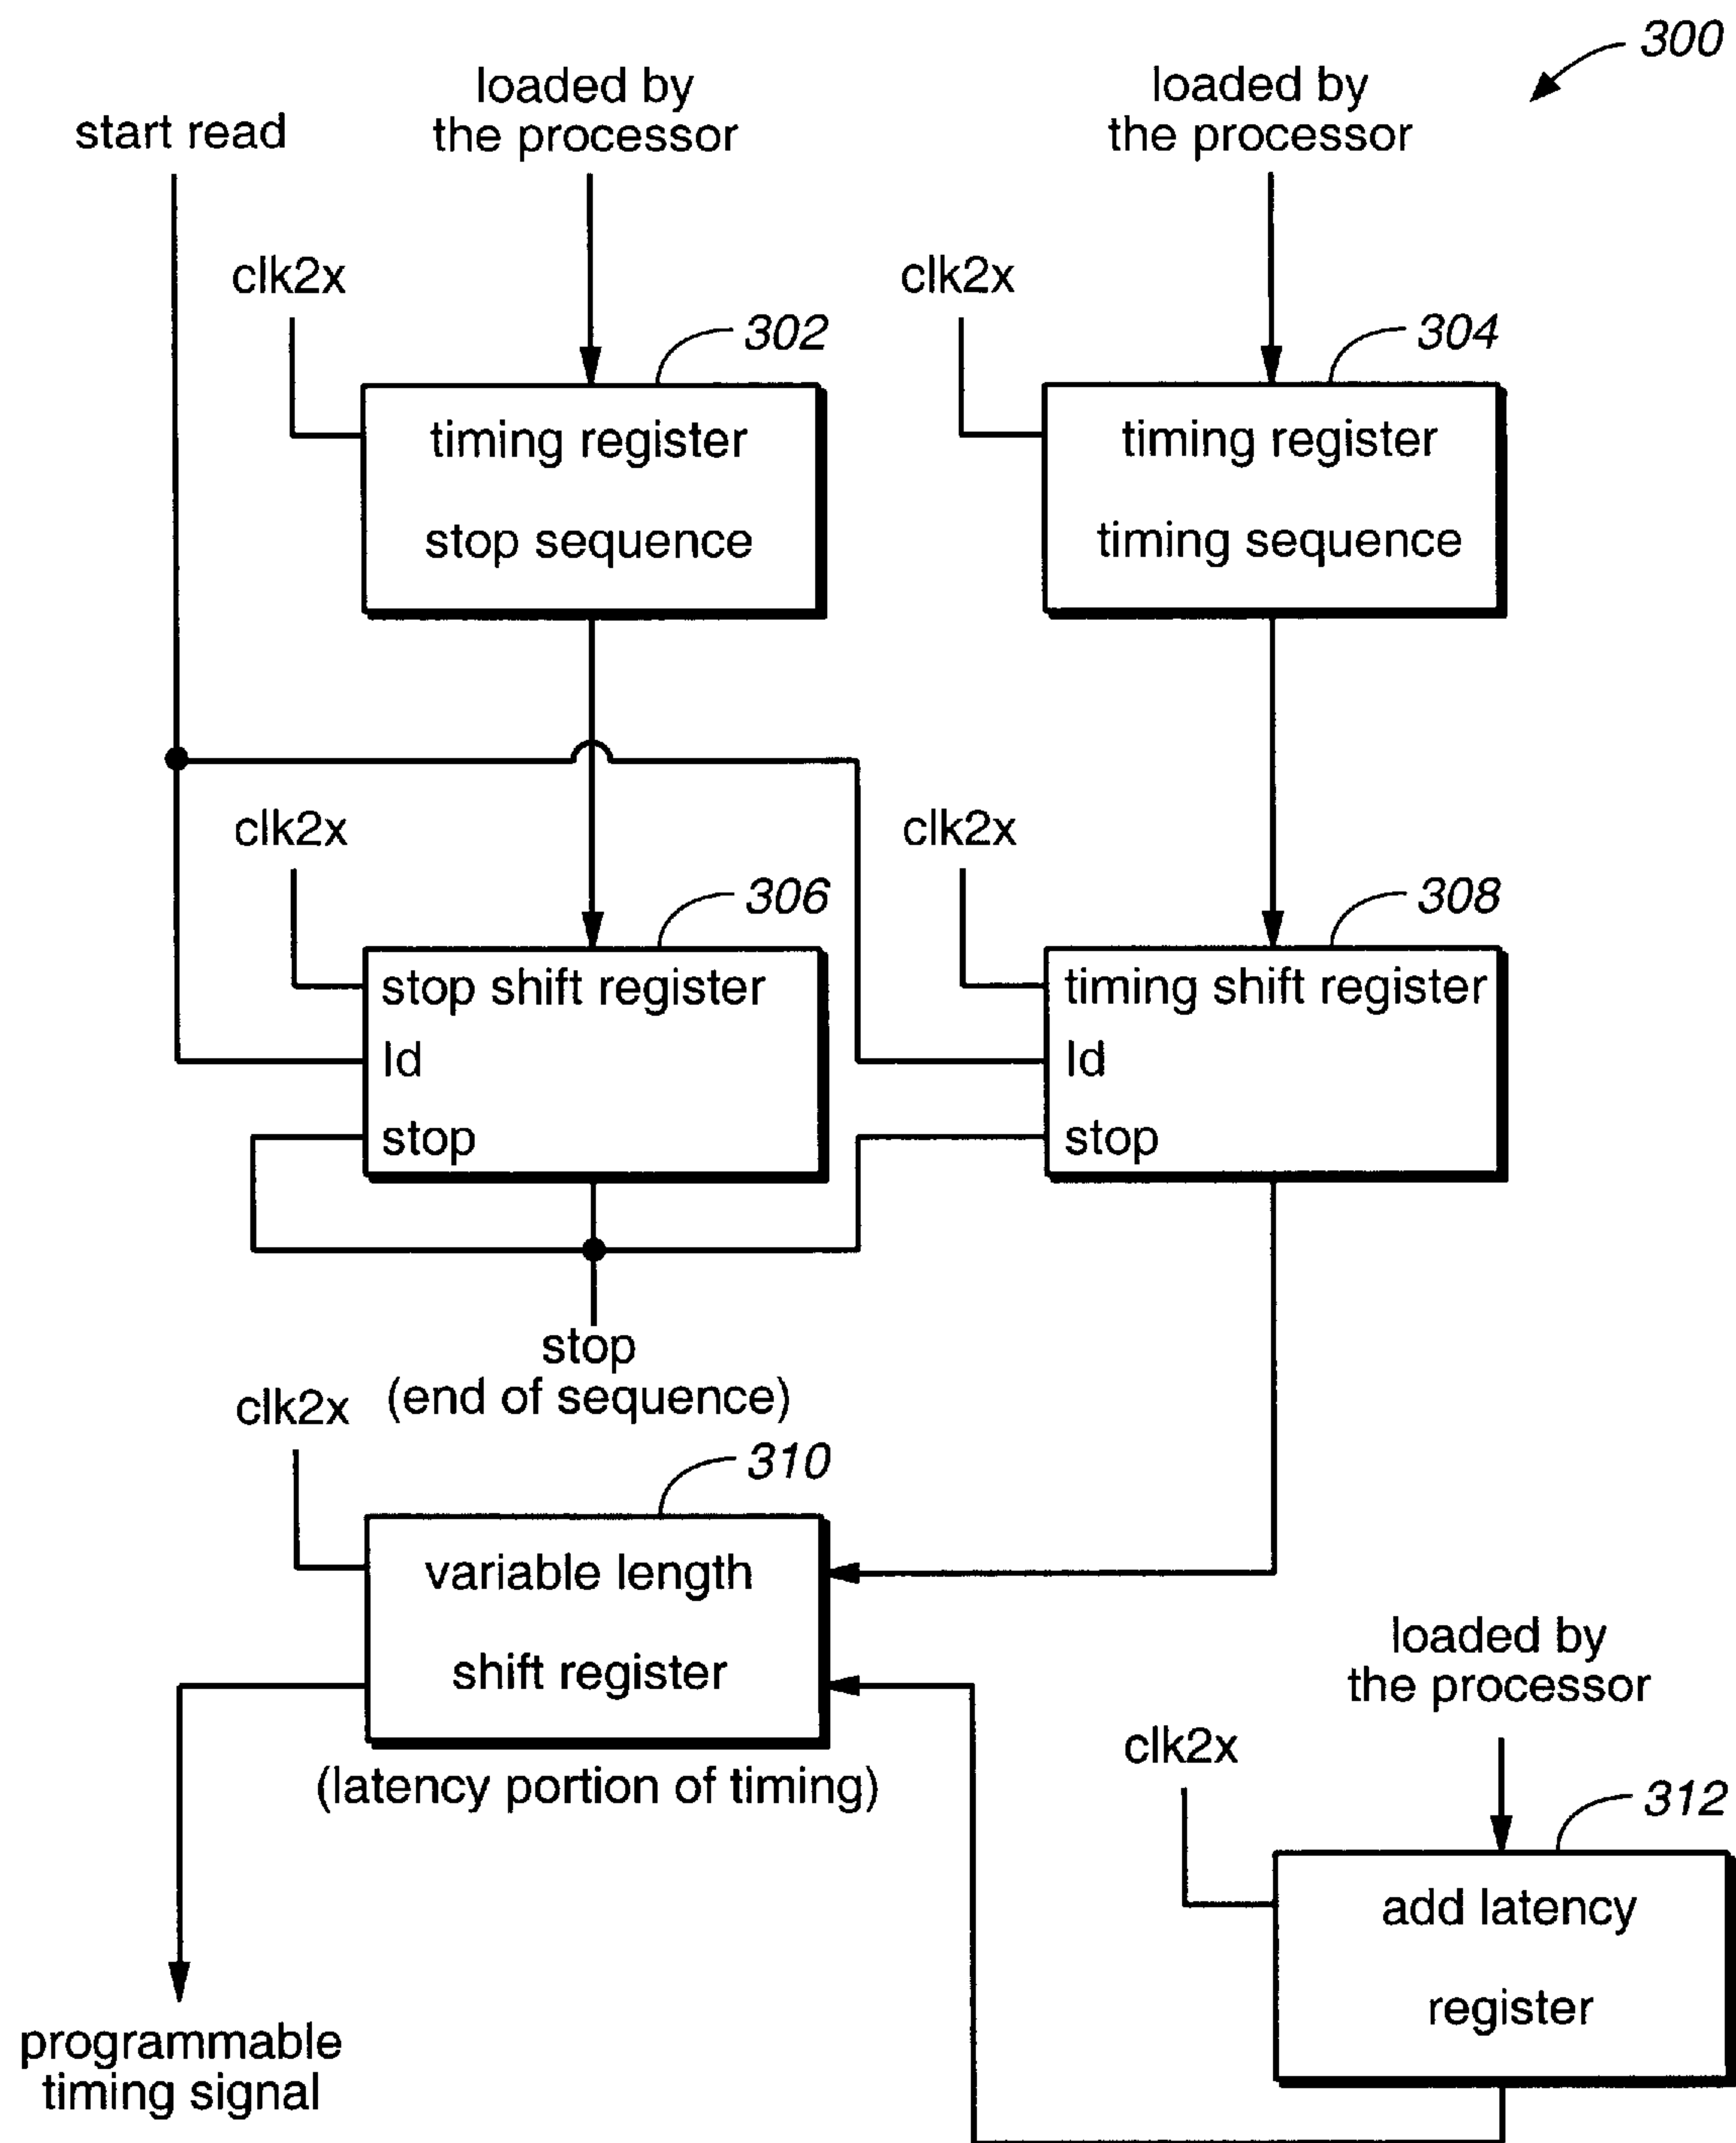 300
start read
loaded by
the processor
loaded by
the processor
clk2x
302
timing register
stop sequence
clk2x
304
timing register
timing sequence
clk2x
306
stop shift register
ld
stop
clk2x
308
timing shift register
ld
stop
stop
(end of sequence)
clk2x
310
variable length
shift register
(latency portion of timing)
loaded by
the processor
clk2x
312
add latency
register
programmable
timing signal